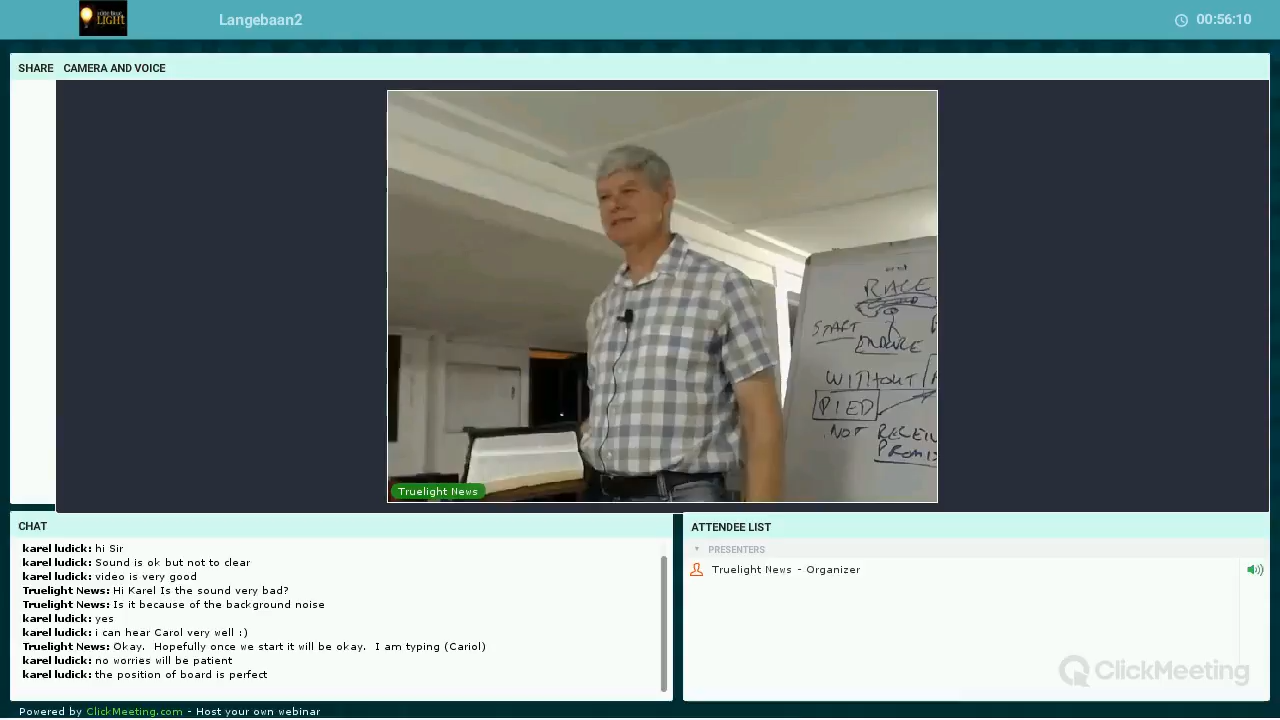 LIGHT
Langebaan2
00:56:10
SHARE
CAMERA AND VOICE
RACE
START
ENDURE
WITHOUT
PIED
NOT RECEIV
PROMI
Truelight News
CHAT
karel ludick: hi Sir
karel ludick: Sound is ok but not to clear
karel ludick: video is very good
Truelight News: Hi Karel Is the sound very bad?
Truelight News: Is it because of the background noise
karel ludick: yes
karel ludick: i can hear Carol very well :)
Truelight News: Okay.  Hopefully once we start it will be okay.  I am typing (Cariol)
karel ludick: no worries will be patient
karel ludick: the position of board is perfect
ATTENDEE LIST
PRESENTERS
Truelight News - Organizer
ClickMeeting
Powered by ClickMeeting.com - Host your own webinar